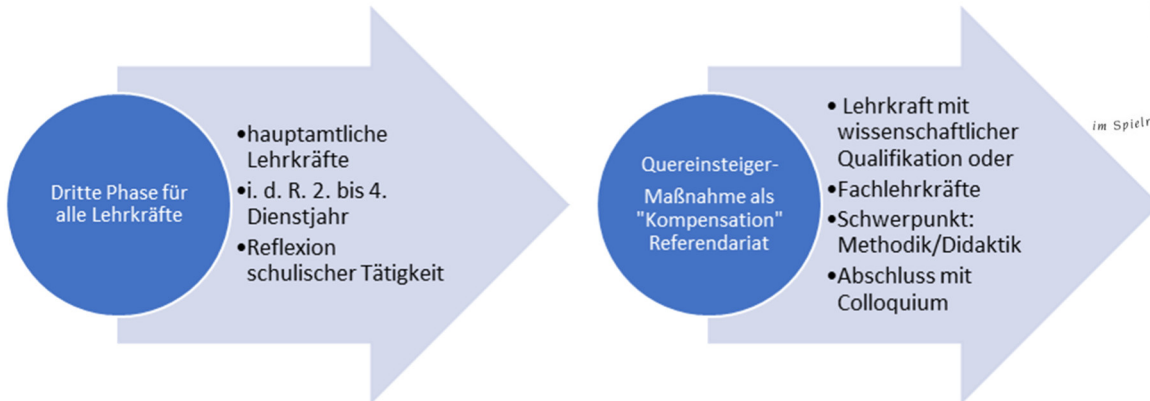 Dritte Phase für
alle Lehrkräfte
•hauptamtliche
Lehrkräfte
•i. d. R. 2. bis 4.
Dienstjahr
•Reflexion
schulischer Tätigkeit
Quereinsteiger-
Maßnahme als
"Kompensation"
Referendariat
• Lehrkraft mit
wissenschaftlicher
Qualifikation oder
•Fachlehrkräfte
•Schwerpunkt:
Methodik/Didaktik
•Abschluss mit
Colloquium
im